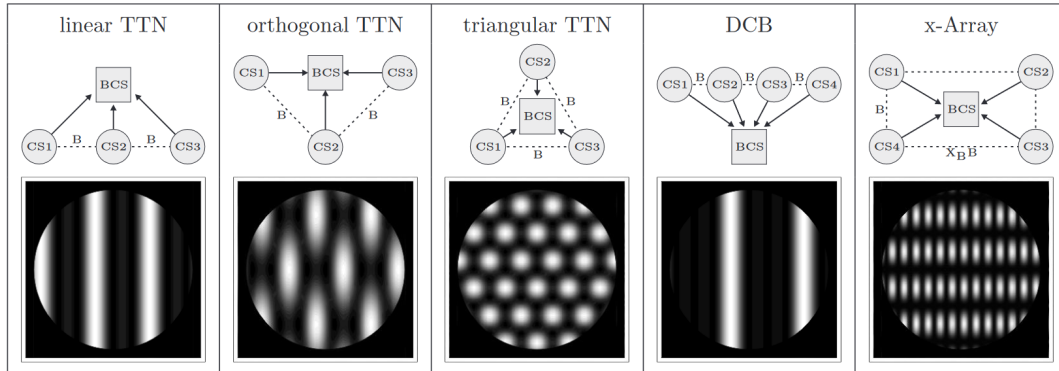 linear TTN
BCS
CS1
B
CS2
B
CS3
orthogonal TTN
CS1
BCS
CS3
B
B
CS2
triangular TTN
CS2
B
B
BCS
CS1
CS3
B
DCB
CS1
B
CS2
B
CS3
B
CS4
BCS
x-Array
CS1
CS2
B
BCS
CS4
CS3
xBB